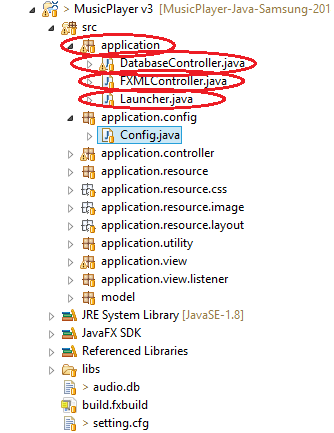 > MusicPlayer v3 [MusicPlayer-Java-Samsung-201
> src
application
DatabaseController.java
FXMLController.java
Launcher.java
application.config
Config.java
application.controller
application.resource
application.resource.css
application.resource.image
application.resource.layout
application.utility
application.view
application.view.listener
model
JRE System Library [JavaSE-1.8]
JavaFX SDK
Referenced Libraries
libs
> audio.db
build.fxbuild
> setting.cfg